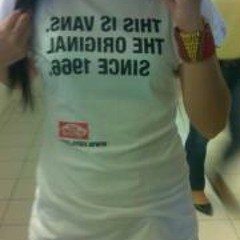 THIS IS VANS.
THE ORIGINAL
SINCE 1966.